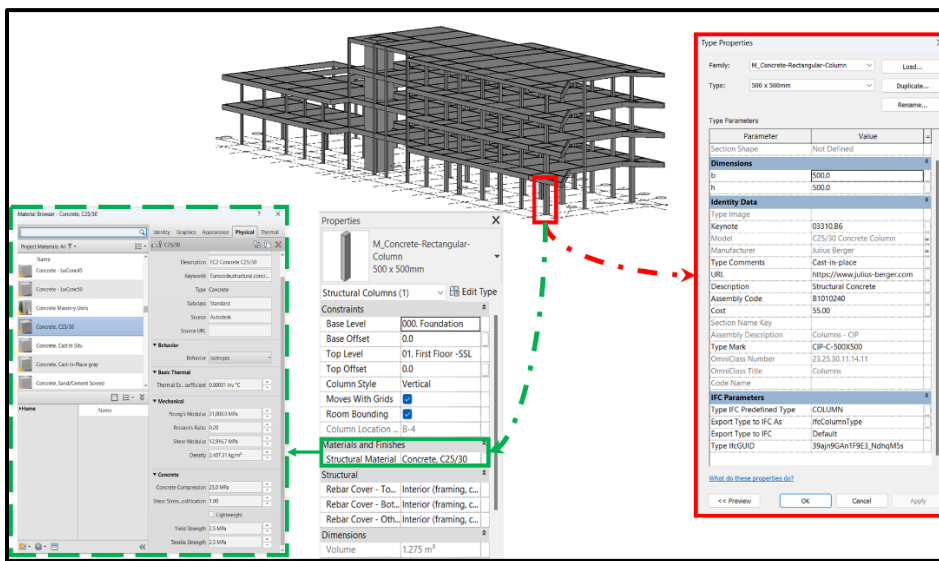 Material Browser - Concrete, C25/30
? X
Identity Graphics Appearance Physical Thermal
Project Materials: All
C25/30
Name
Concrete - LwConc45
Concrete - LwConc50
Concrete Masonry Units
Concrete, C25/30
Concrete, Cast In Situ
Concrete, Cast-in-Place gray
Concrete, Sand/Cement Screed
Home
Name
Description EC2 Concrete C25/30
Type Concrete
Subclass Standard
Source Autodesk
Source URL
Behavior
Behavior Isotropic
Basic Thermal
Thermal Ex...oefficient 0.00001 inv °C
Mechanical
Young's Modulus 31,000.0 MPa
Poisson's Ratio 0.20
Shear Modulus 12,916.7 MPa
Density 2,407.31 kg/m³
Concrete
Concrete Compression 25.0 MPa
Shear Stren...odification 1.00
Lightweight
Yield Strength 2.5 MPa
Tensile Strength 2.5 MPa
Properties X
M_Concrete-Rectangular-
Column
500 x 500mm
Structural Columns (1) Edit Type
Constraints
Base Level 000. Foundation
Base Offset 0.0
Top Level 01. First Floor -SSL
Top Offset 0.0
Column Style Vertical
Moves With Grids
Room Bounding
Column Location ... B-4
Materials and Finishes
Structural Material Concrete, C25/30
Structural
Rebar Cover - To... Interior (framing, c...
Rebar Cover - Bot... Interior (framing, c...
Rebar Cover - Oth... Interior (framing, c...
Dimensions
Volume 1.275 m³
Type Properties
Family: M_Concrete-Rectangular-Column Load...
Type: 500 x 500mm Duplicate...
Rename...
Type Parameters
Parameter Value =
Section Shape Not Defined
Dimensions
b 500.0
h 500.0
Identity Data
Type Image
Keynote 03310.B6
Model C25/30 Concrete Column
Manufacturer Julius Berger
Type Comments Cast-in-place
URL https://www.julius-berger.com
Description Structural Concrete
Assembly Code B1010240
Cost 55.00
Section Name Key
Assembly Description Columns - CIP
Type Mark CIP-C-500X500
OmniClass Number 23.25.30.11.14.11
OmniClass Title Columns
Code Name
IFC Parameters
Type IFC Predefined Type COLUMN
Export Type to IFC As IfcColumnType
Export Type to IFC Default
Type IfcGUID 39ajn9GAn1F9E3_NdhqM5s
What do these properties do?
<< Preview OK Cancel Apply